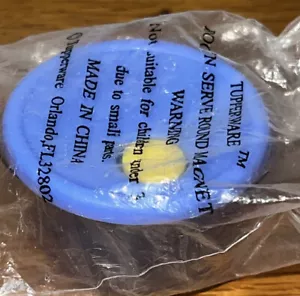 TUPPERWARE ™
ZOO'N SERVE ROUND MAGNET
WARNING
Not suitable for children under 3,
due to small parts.
MADE IN CHINA
© Tupperware Orlando,FL32802